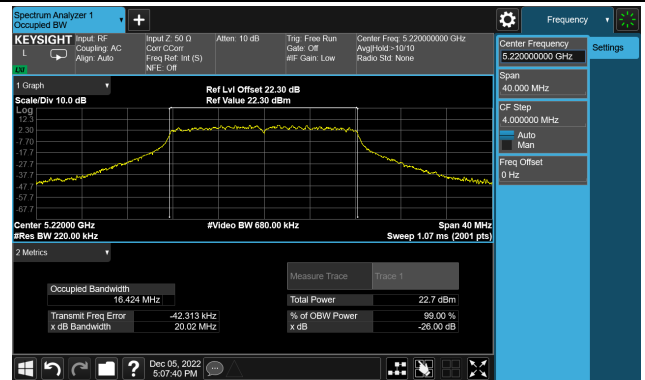 Spectrum Analyzer 1
Occupied BW
Frequency
KEYSIGHT
L
LXI
Input: RF
Coupling: AC
Align: Auto
Input Z: 50 Ω
Corr CCorr
Freq Ref: Int (S)
NFE: Off
Atten: 10 dB
Trig: Free Run
Gate: Off
#IF Gain: Low
Center Freq: 5.220000000 GHz
Avg|Hold:>10/10
Radio Std: None
Center Frequency
5.220000000 GHz
Settings
Span
40.000 MHz
CF Step
4.000000 MHz
Auto
Man
Freq Offset
0 Hz
1 Graph
Scale/Div 10.0 dB
Ref Lvl Offset 22.30 dB
Ref Value 22.30 dBm
Log
12.3
2.30
-7.70
-17.7
-27.7
-37.7
-47.7
-57.7
-67.7
Center 5.22000 GHz
#Res BW 220.00 kHz
#Video BW 680.00 kHz
Span 40 MHz
Sweep 1.07 ms (2001 pts)
2 Metrics
Measure Trace
Trace 1
Occupied Bandwidth
16.424 MHz
Total Power
22.7 dBm
Transmit Freq Error
-42.313 kHz
% of OBW Power
99.00 %
x dB Bandwidth
20.02 MHz
x dB
-26.00 dB
?
Dec 05, 2022
5:07:40 PM